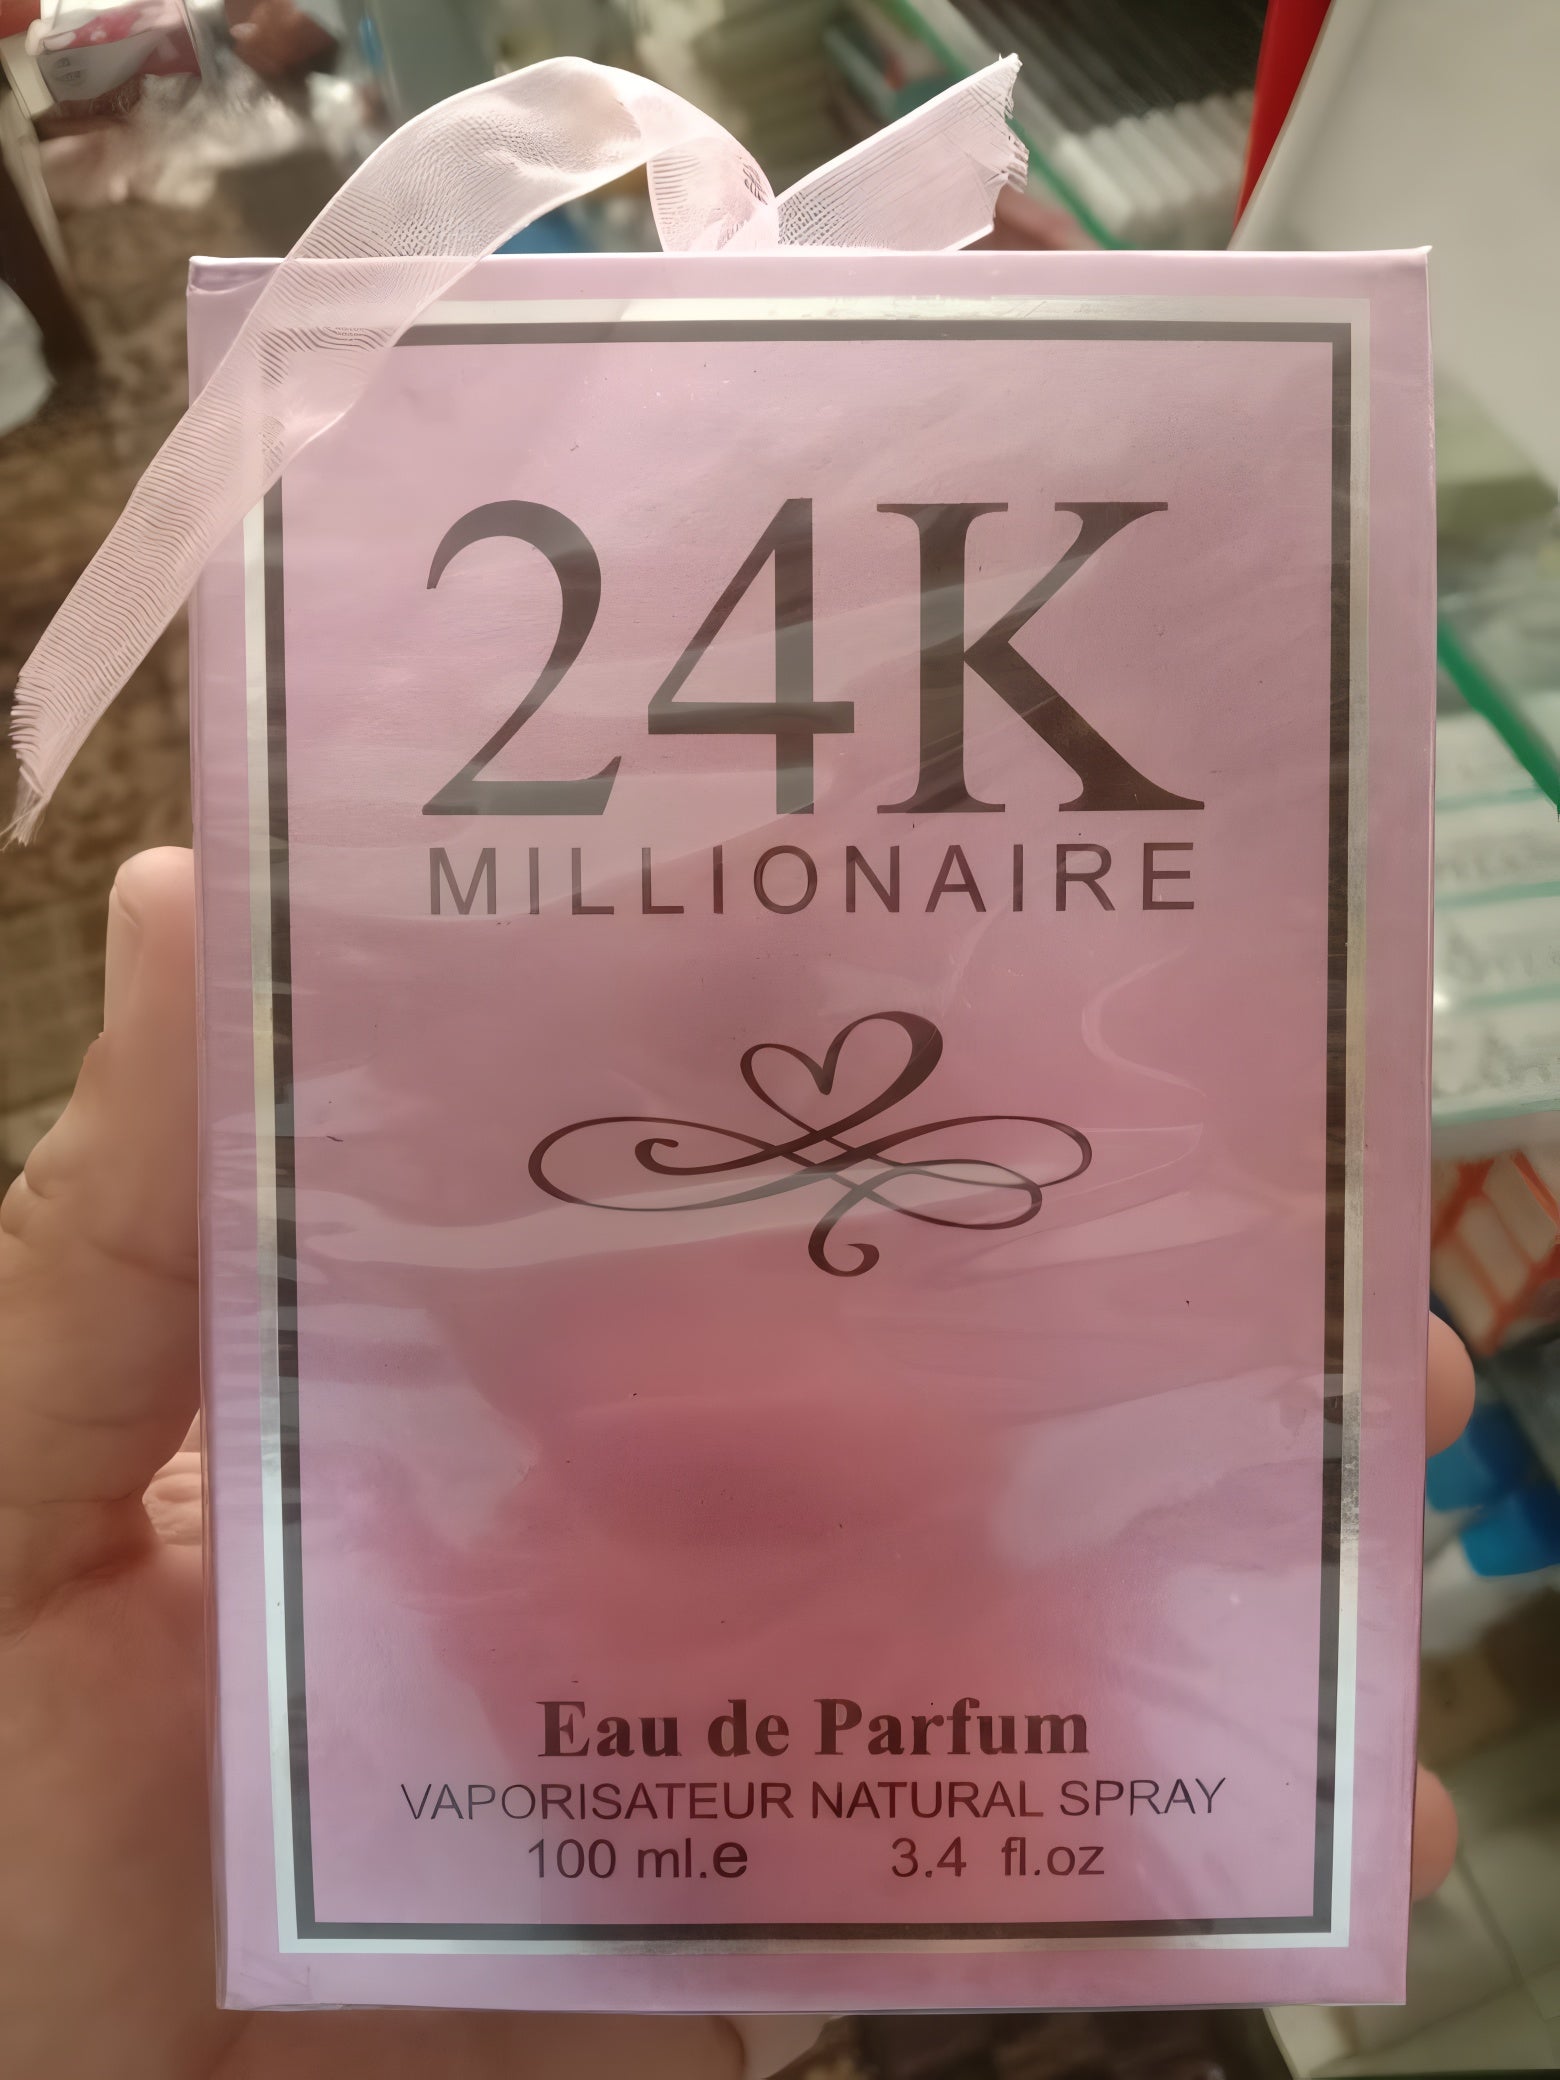 24K
MILLIONAIRE
Eau de Parfum
VAPORISATEUR NATURAL SPRAY
100 ml.e 3.4 fl.oz